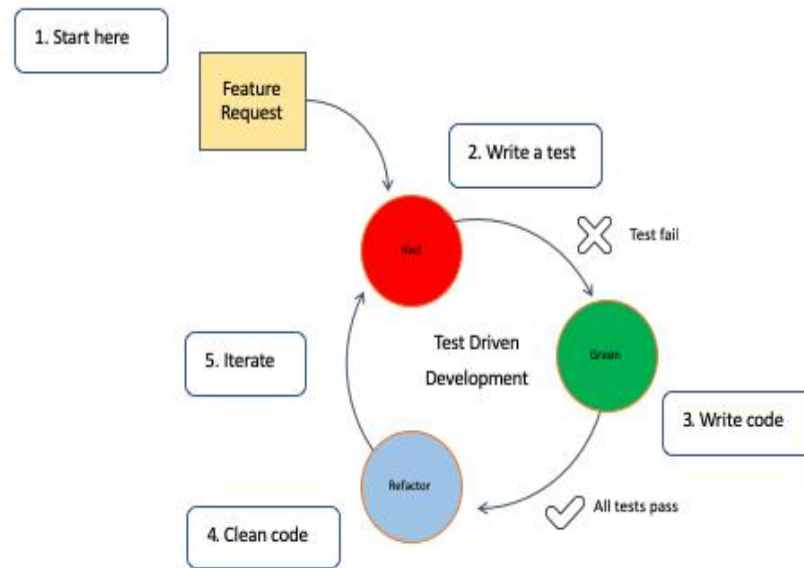 1. Start here
Feature
Request
2. Write a test
Red
Test fail
Test Driven
Development
5. Iterate
Green
3. Write code
Refactor
All tests pass
4. Clean code